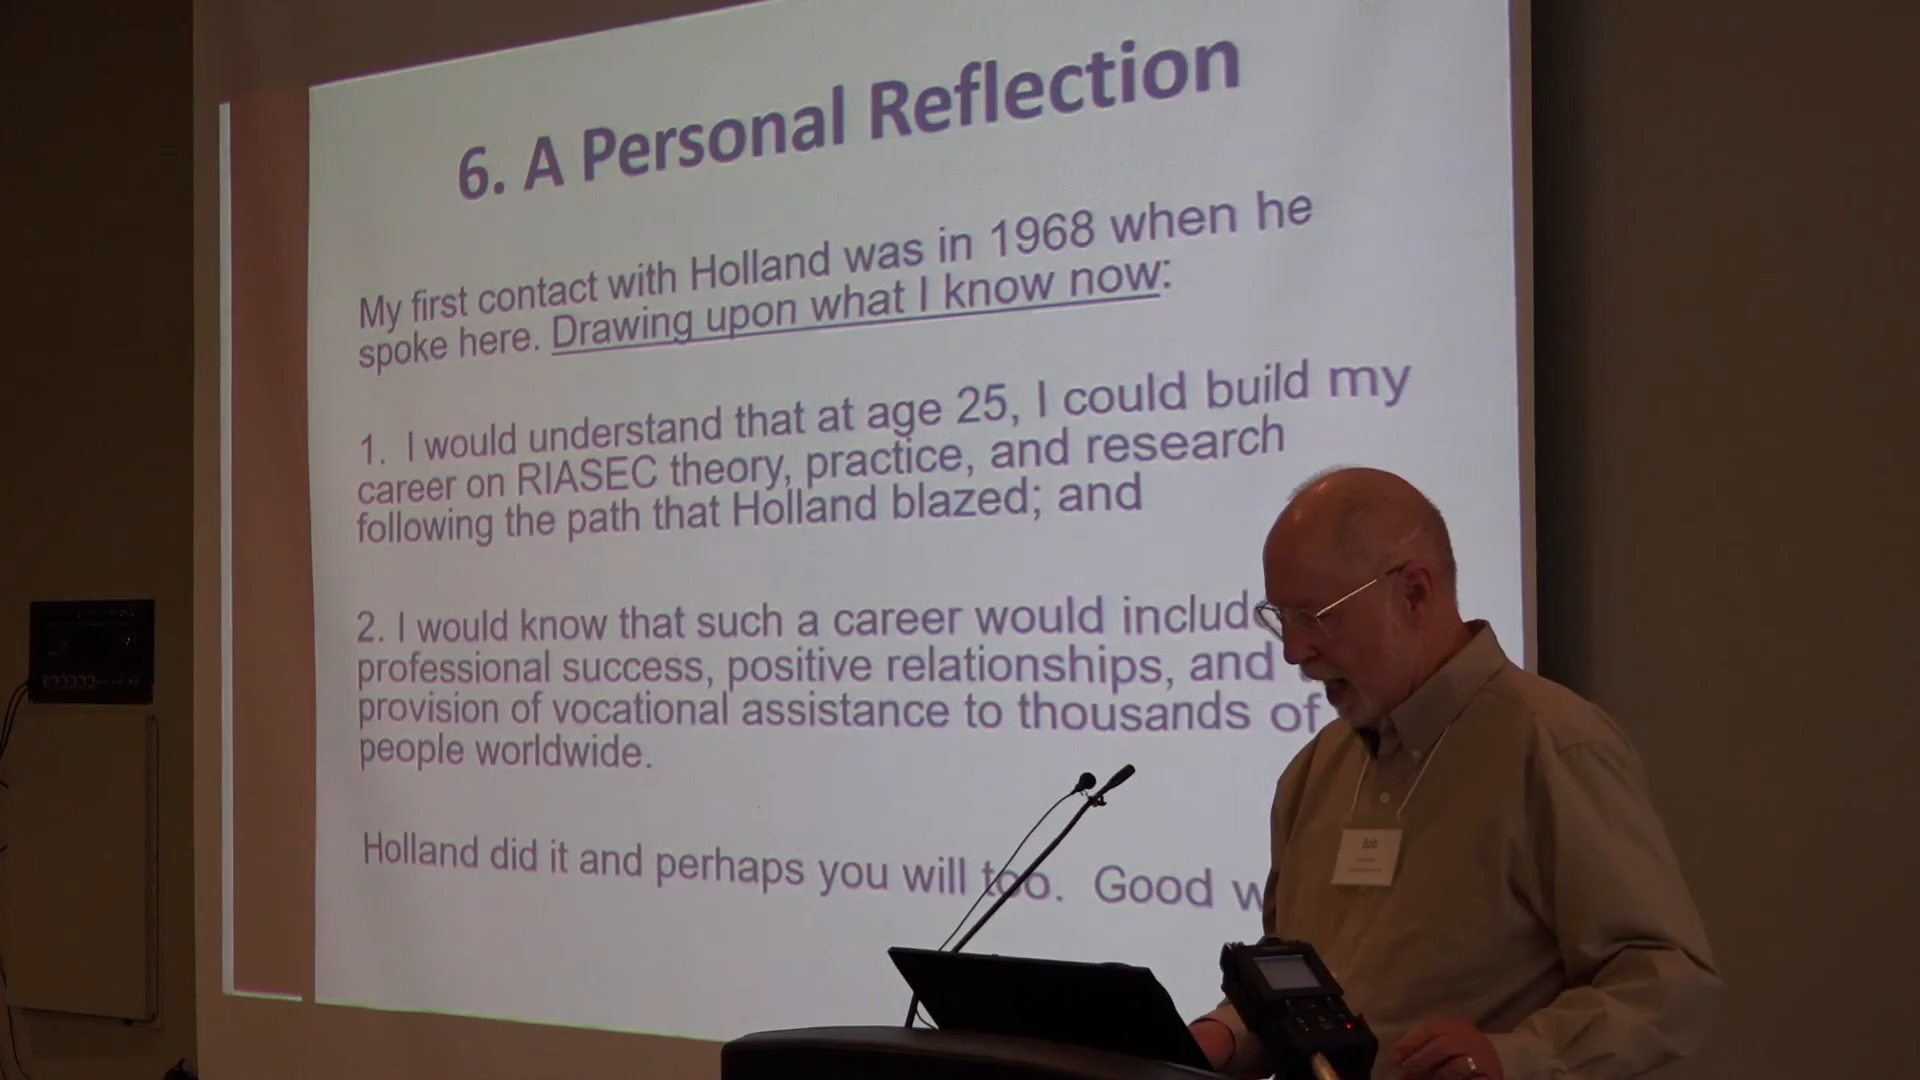 6. A Personal Reflection
My first contact with Holland was in 1968 when he
spoke here. Drawing upon what I know now:
1. I would understand that at age 25, I could build my
career on RIASEC theory, practice, and research
following the path that Holland blazed; and
2. I would know that such a career would include
professional success, positive relationships, and
provision of vocational assistance to thousands of
people worldwide.
Holland did it and perhaps you will too. Good
Bob